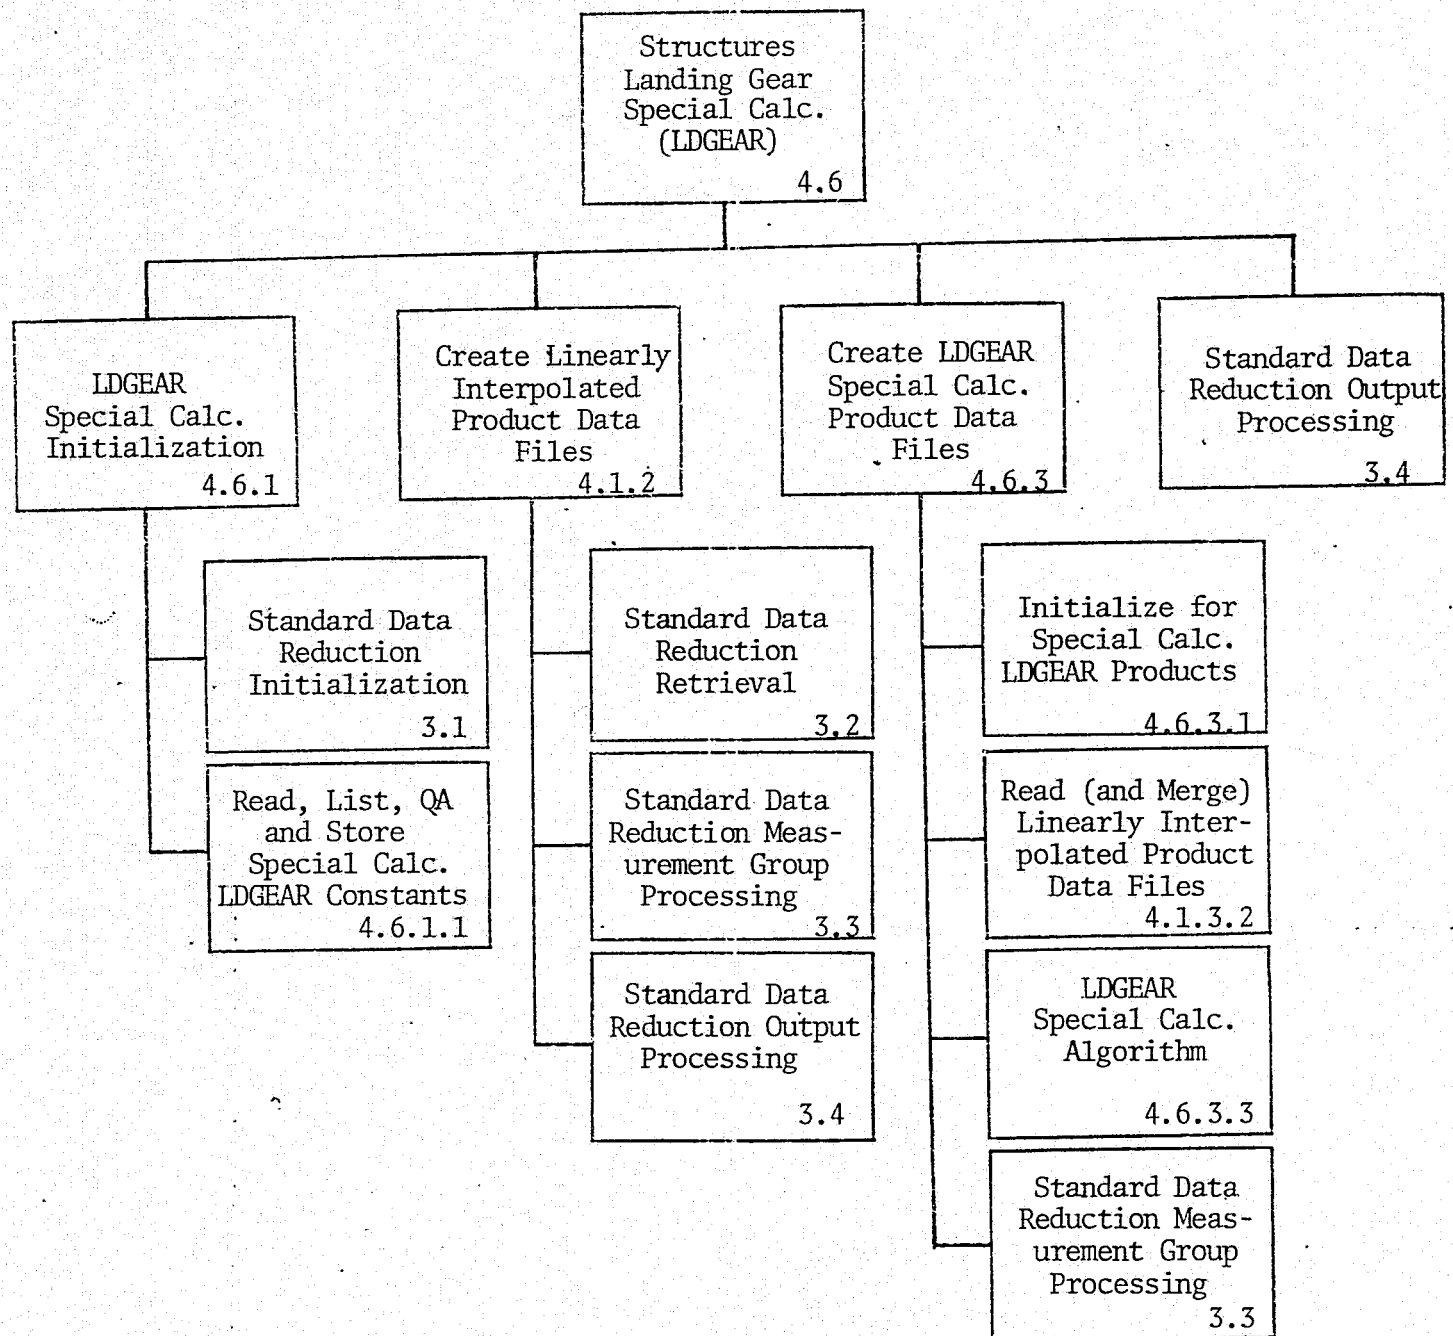 Structures
Landing Gear
Special Calc.
(LDGEAR)
4.6
LDGEAR
Special Calc.
Initialization
4.6.1
Create Linearly
Interpolated
Product Data
Files
4.1.2
Create LDGEAR
Special Calc.
Product Data
Files
4.6.3
Standard Data
Reduction Output
Processing
3.4
Standard Data
Reduction
Initialization
3.1
Read, List, QA
and Store
Special Calc.
LDGEAR Constants
4.6.1.1
Standard Data
Reduction
Retrieval
3.2
Standard Data
Reduction Meas-
urement Group
Processing
3.3
Standard Data
Reduction Output
Processing
3.4
Initialize for
Special Calc.
LDGEAR Products
4.6.3.1
Read (and Merge)
Linearly Inter-
polated Product
Data Files
4.1.3.2
LDGEAR
Special Calc.
Algorithm
4.6.3.3
Standard Data
Reduction Meas-
urement Group
Processing
3.3